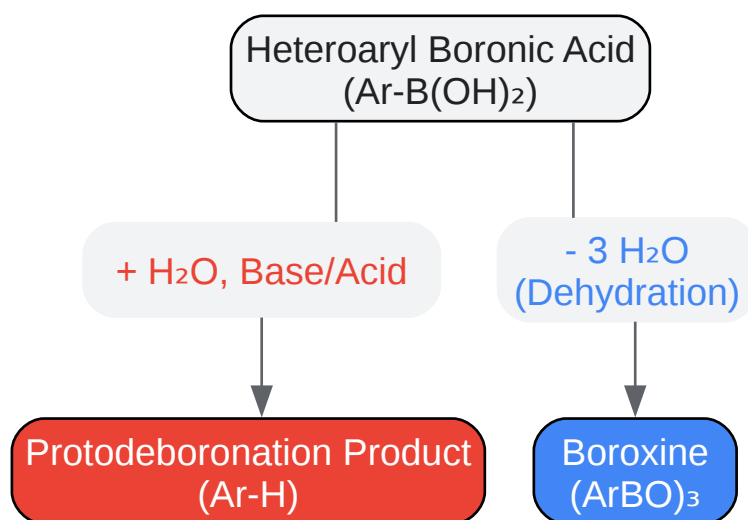 Heteroaryl Boronic Acid
(Ar-B(OH)₂)
+ H₂O, Base/Acid
- 3 H₂O
(Dehydration)
Protodeboronation Product
(Ar-H)
Boroxine
(ArBO)₃